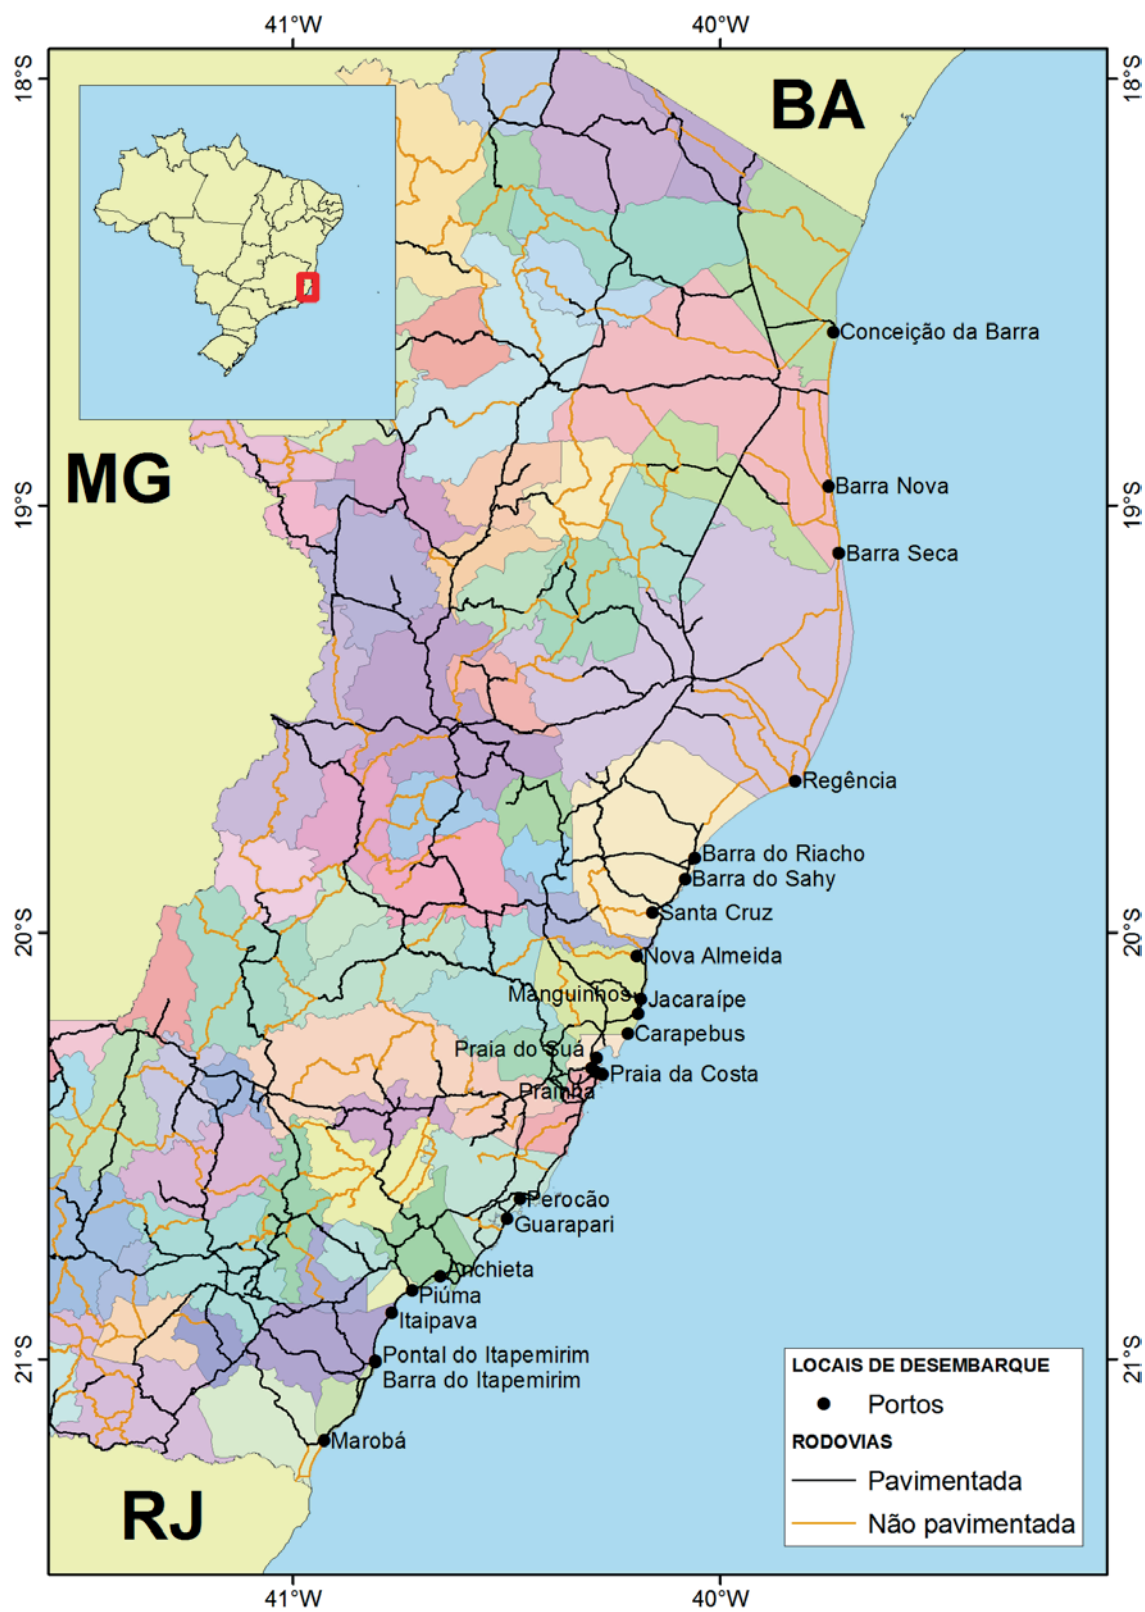 41°W
40°W
18°S
18°S
BA
Conceição da Barra
MG
Barra Nova
19°S
19°S
Barra Seca
Regência
Barra do Riacho
Barra do Sahy
Santa Cruz
20°S
20°S
Nova Almeida
Manguinhos
Jacaraípe
Carapebus
Praia do Suá
Praia da Costa
Prainha
Perocão
Guarapari
Anchieta
Piúma
Itaipava
Pontal do Itapemirim
Barra do Itapemirim
21°S
21°S
Marobá
RJ
LOCAIS DE DESEMBARQUE
Portos
RODOVIAS
Pavimentada
Não pavimentada
41°W
40°W